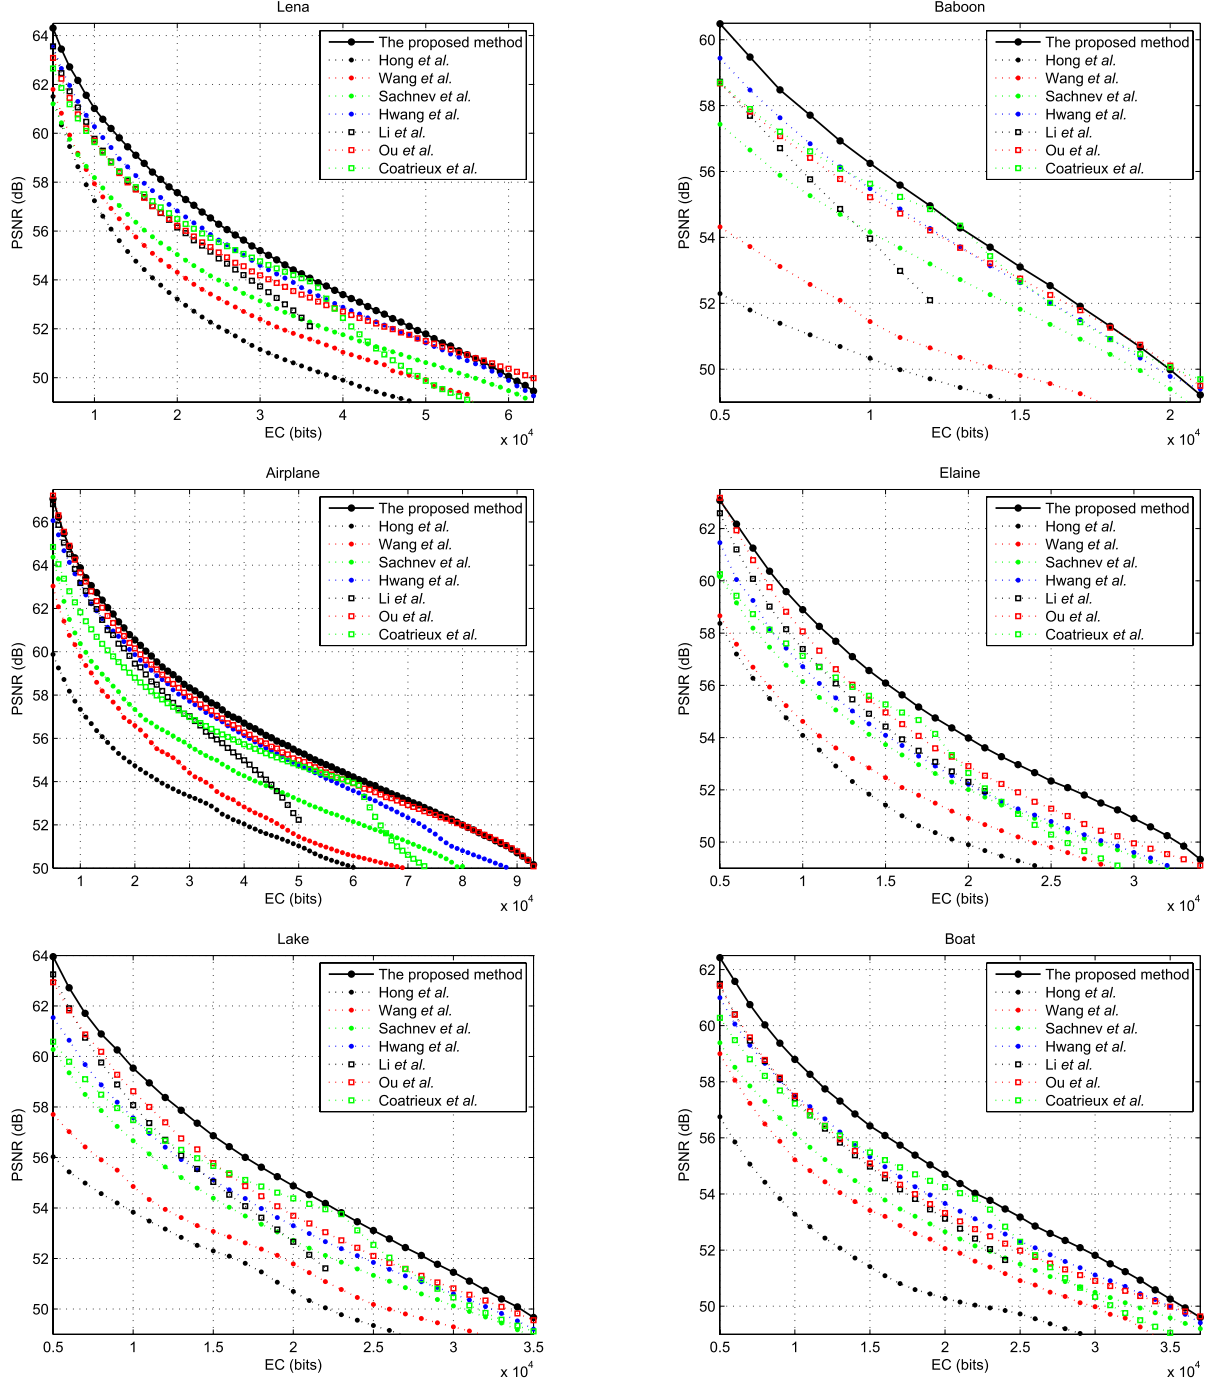 Lena
PSNR (dB)
64
62
60
58
56
54
52
50
The proposed method
Hong et al.
Wang et al.
Sachnev et al.
Hwang et al.
Li et al.
Ou et al.
Coatrieux et al.
1
2
3
4
5
6
EC (bits)
x 10^4
Baboon
PSNR (dB)
60
58
56
54
52
50
The proposed method
Hong et al.
Wang et al.
Sachnev et al.
Hwang et al.
Li et al.
Ou et al.
Coatrieux et al.
0.5
1
1.5
2
EC (bits)
x 10^4
Airplane
PSNR (dB)
66
64
62
60
58
56
54
52
50
The proposed method
Hong et al.
Wang et al.
Sachnev et al.
Hwang et al.
Li et al.
Ou et al.
Coatrieux et al.
1
2
3
4
5
6
7
8
9
EC (bits)
x 10^4
Elaine
PSNR (dB)
62
60
58
56
54
52
50
The proposed method
Hong et al.
Wang et al.
Sachnev et al.
Hwang et al.
Li et al.
Ou et al.
Coatrieux et al.
0.5
1
1.5
2
2.5
3
EC (bits)
x 10^4
Lake
PSNR (dB)
64
62
60
58
56
54
52
50
The proposed method
Hong et al.
Wang et al.
Sachnev et al.
Hwang et al.
Li et al.
Ou et al.
Coatrieux et al.
0.5
1
1.5
2
2.5
3
3.5
EC (bits)
x 10^4
Boat
PSNR (dB)
62
60
58
56
54
52
50
The proposed method
Hong et al.
Wang et al.
Sachnev et al.
Hwang et al.
Li et al.
Ou et al.
Coatrieux et al.
0.5
1
1.5
2
2.5
3
3.5
EC (bits)
x 10^4